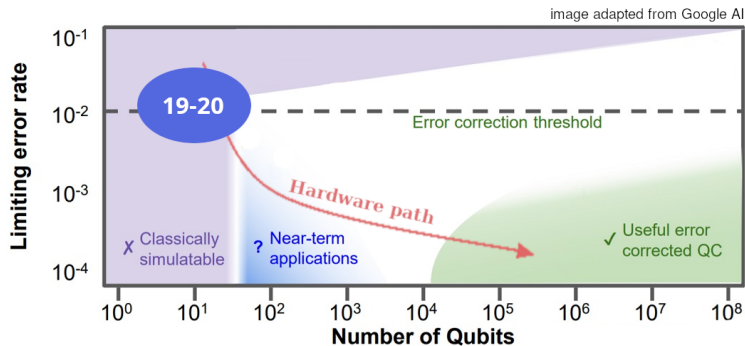 image adapted from Google AI
Limiting error rate
10⁻¹
10⁻²
10⁻³
10⁻⁴
19-20
Error correction threshold
Hardware path
✗ Classically
simulatable
? Near-term
applications
✓ Useful error
corrected QC
10⁰ 10¹ 10² 10³ 10⁴ 10⁵ 10⁶ 10⁷ 10⁸
Number of Qubits